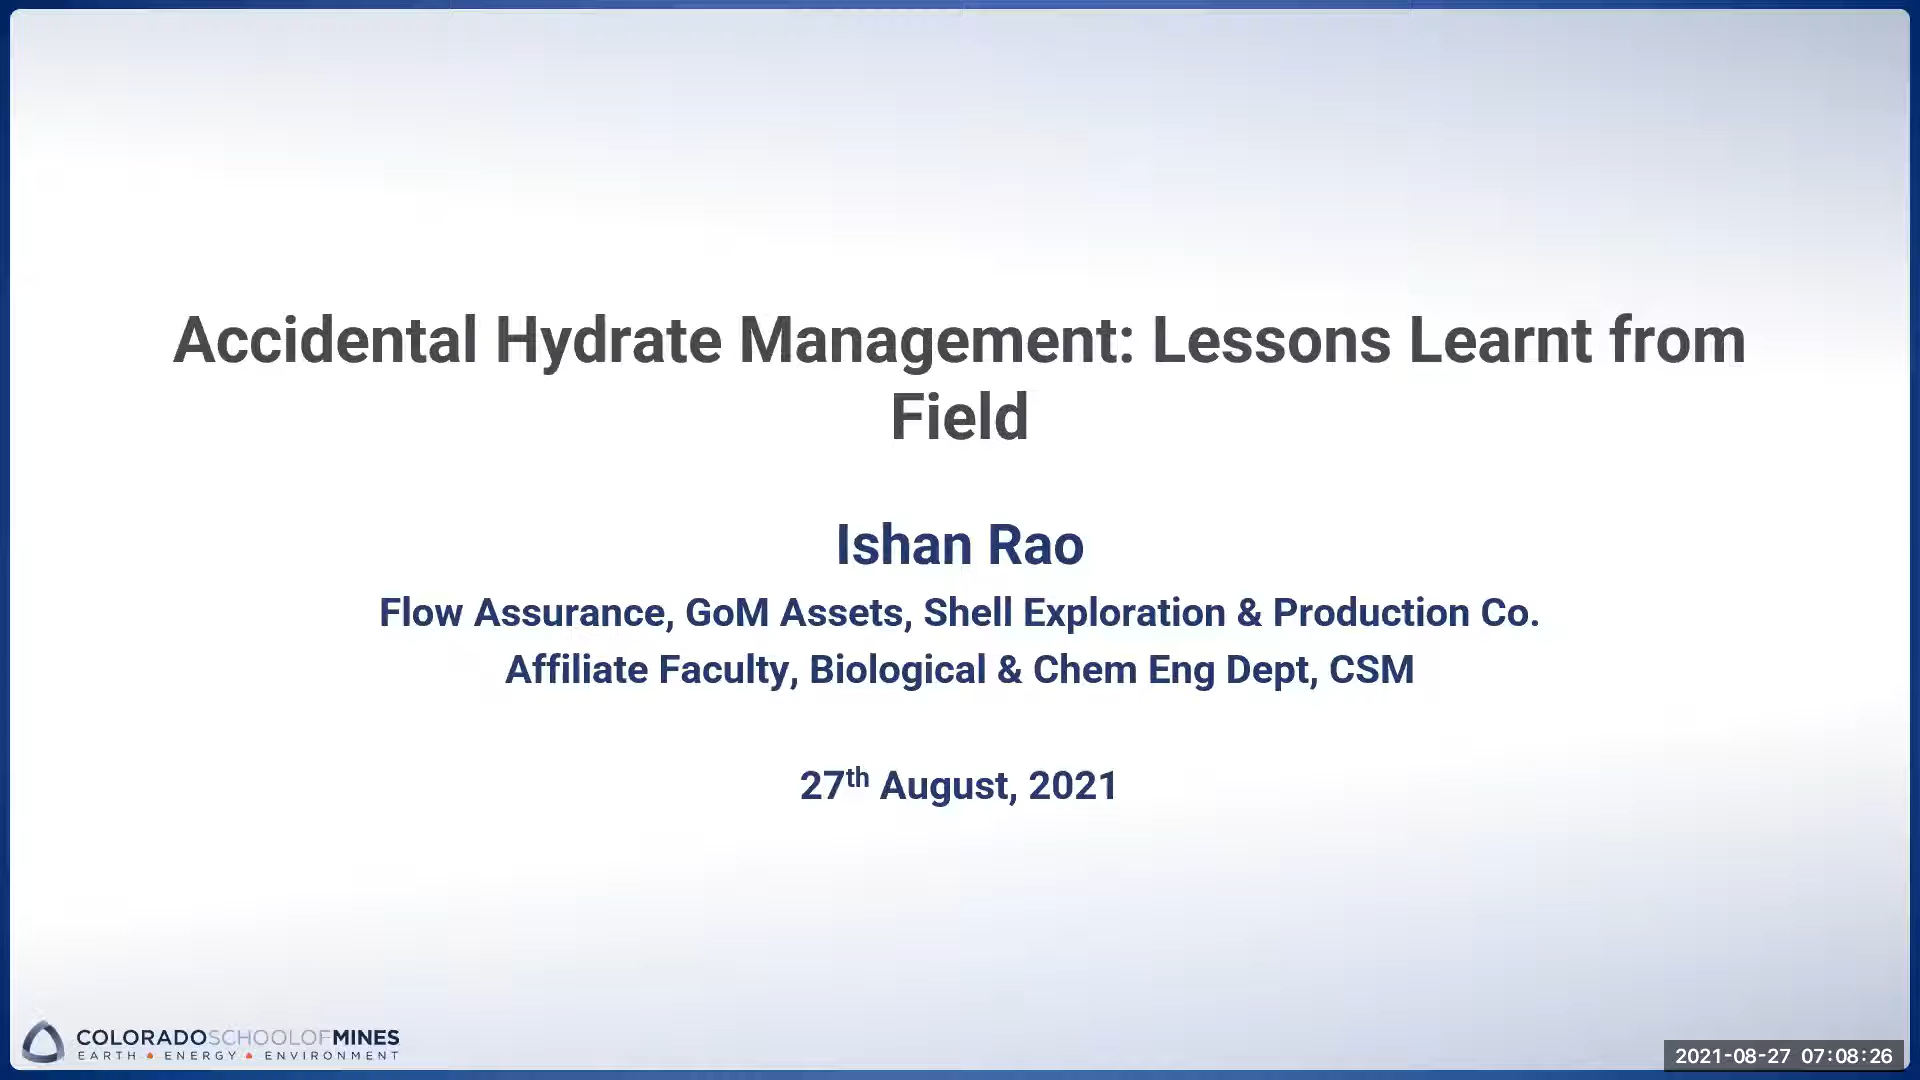 Accidental Hydrate Management: Lessons Learnt from
Field
Ishan Rao
Flow Assurance, GoM Assets, Shell Exploration & Production Co.
Affiliate Faculty, Biological & Chem Eng Dept, CSM
27th August, 2021
COLORADOSCHOOLOFMINES
EARTH • ENERGY • ENVIRONMENT
2021-08-27 07:08:26